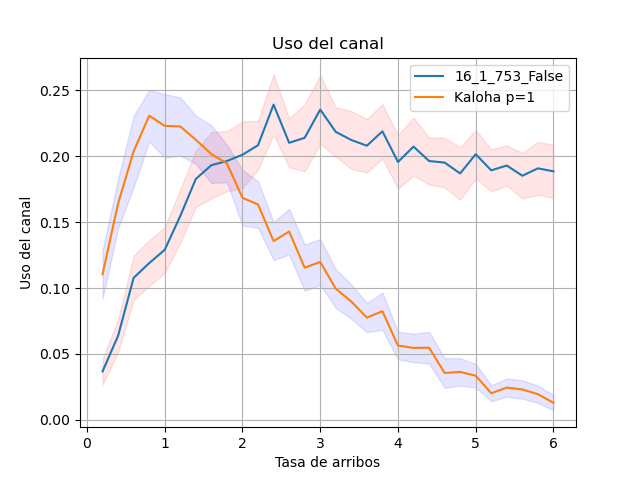 Uso del canal
16_1_753_False
Kaloha p=1
Uso del canal
0.25
0.20
0.15
0.10
0.05
0.00
0 1 2 3 4 5 6
Tasa de arribos